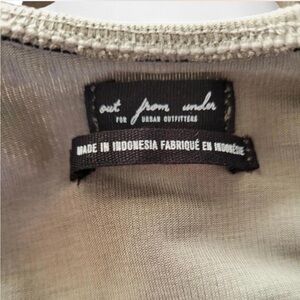 out from under
FOR URBAN OUTFITTERS
MADE IN INDONESIA FABRIQUÉ EN INDONÉSIE